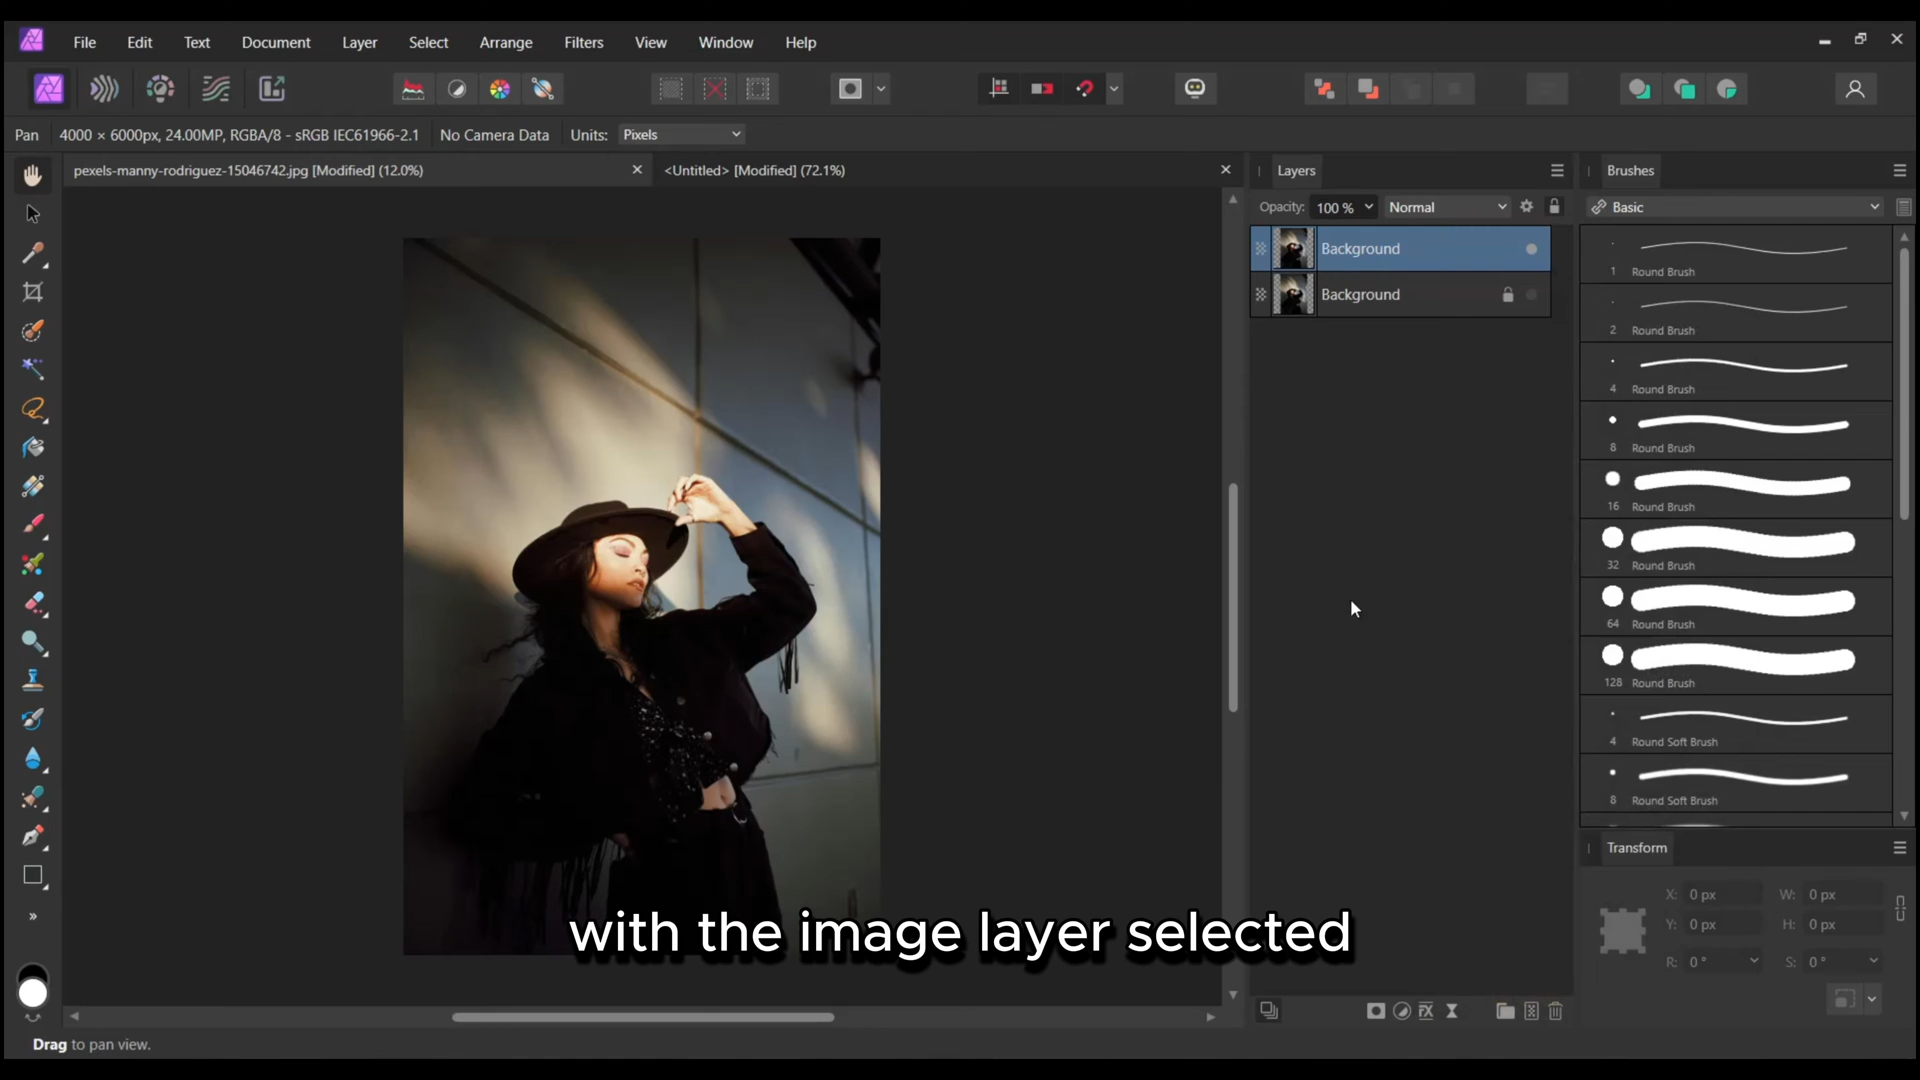 File Edit Text Document Layer Select Arrange Filters View Window Help
Pan 4000 × 6000px, 24.00MP, RGBA/8 - sRGB IEC61966-2.1 No Camera Data Units: Pixels
pexels-manny-rodriguez-15046742.jpg [Modified] (12.0%) <Untitled> [Modified] (72.1%)
Layers
Opacity: 100 % Normal
Background
Background
Brushes
Basic
1 Round Brush
2 Round Brush
4 Round Brush
8 Round Brush
16 Round Brush
32 Round Brush
64 Round Brush
128 Round Brush
4 Round Soft Brush
8 Round Soft Brush
Transform
X: 0 px W: 0 px
Y: 0 px H: 0 px
R: 0 ° S: 0 °
with the image layer selected
Drag to pan view.